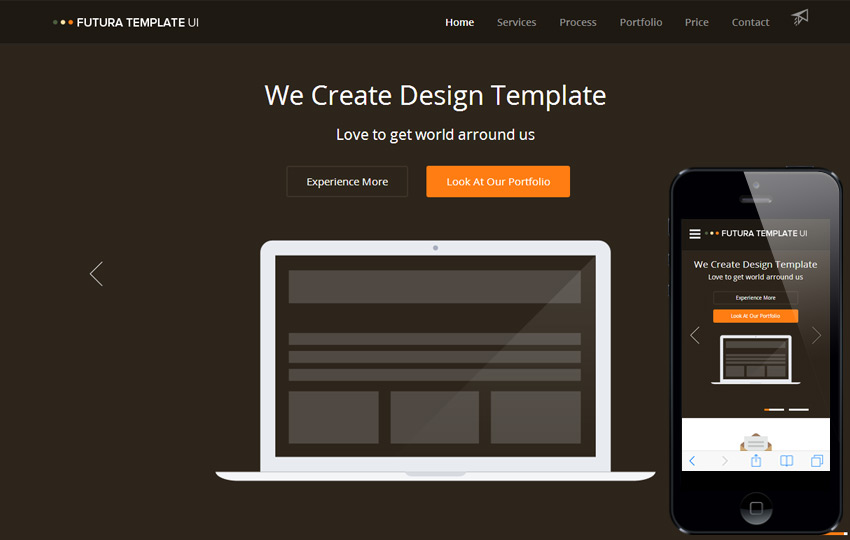 FUTURA TEMPLATE UI
Home Services Process Portfolio Price Contact
We Create Design Template
Love to get world arround us
Experience More
Look At Our Portfolio
FUTURA TEMPLATE UI
We Create Design Template
Love to get world arround us
Experience More
Look At Our Portfolio